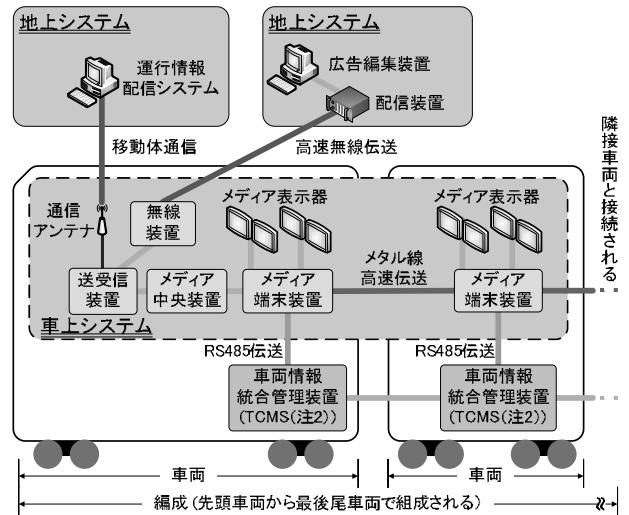 地上システム
運行情報
配信システム
地上システム
広告編集装置
配信装置
移動体通信
高速無線伝送
隣接車両と接続される
通信
アンテナ
無線
装置
メディア表示器
メディア表示器
送受信
装置
メディア
中央装置
メディア
端末装置
メタル線
高速伝送
メディア
端末装置
車上システム
RS485伝送
RS485伝送
車両情報
統合管理装置
(TCMS(注2))
車両情報
統合管理装置
(TCMS(注2))
車両
車両
編成(先頭車両から最後尾車両で組成される)